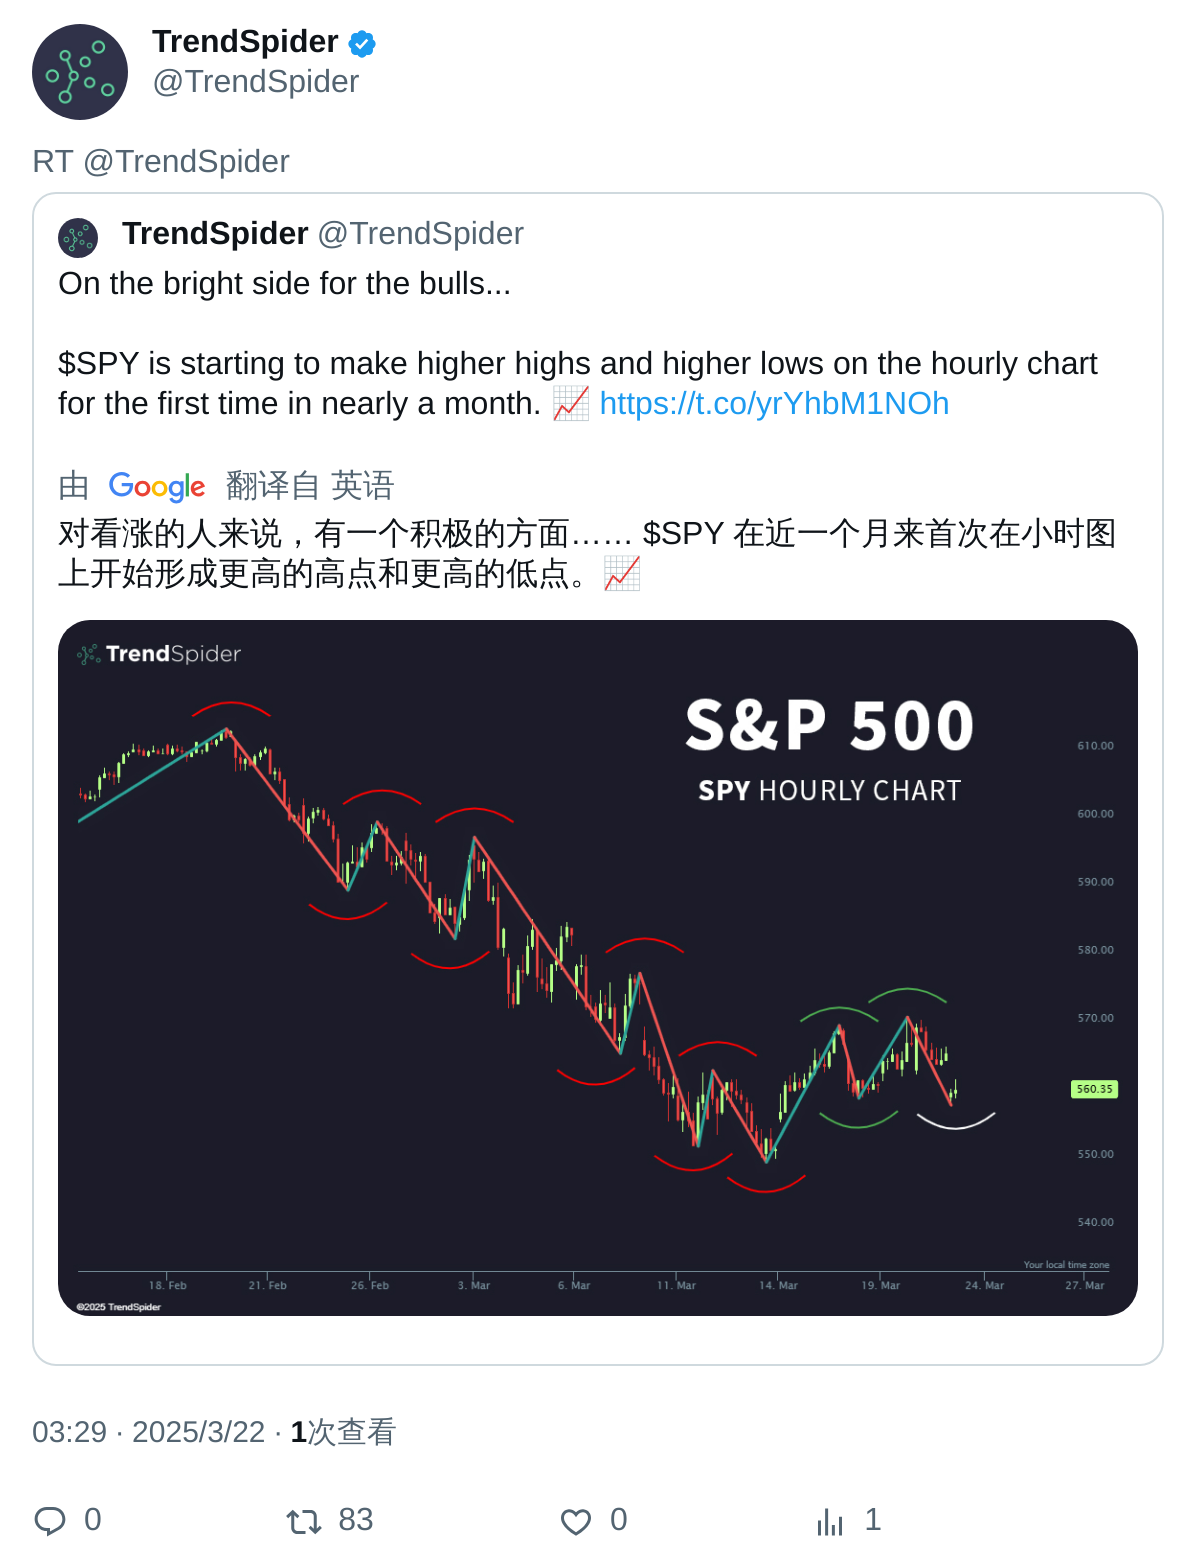 TrendSpider
@TrendSpider
RT @TrendSpider
TrendSpider @TrendSpider
On the bright side for the bulls...
$SPY is starting to make higher highs and higher lows on the hourly chart
for the first time in nearly a month. 📈 https://t.co/yrYhbM1NOh
由 Google 翻译自 英语
对看涨的人来说，有一个积极的方面…… $SPY 在近一个月来首次在小时图
上开始形成更高的高点和更高的低点。📈
TrendSpider
S&P 500
SPY HOURLY CHART
610.00
600.00
590.00
580.00
570.00
560.35
550.00
540.00
Your local time zone
18. Feb 21. Feb 26. Feb 3. Mar 6. Mar 11. Mar 14. Mar 19. Mar 24. Mar 27. Mar
©2025 TrendSpider
03:29 · 2025/3/22 · 1次查看
0 83 0 1